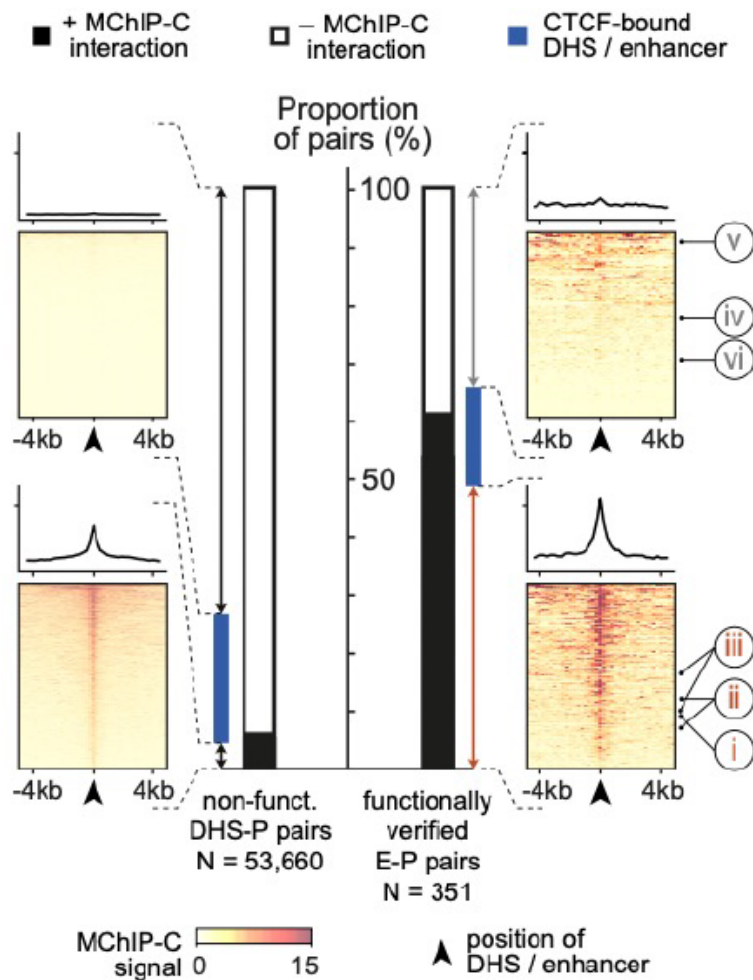 + MChIP-C interaction
– MChIP-C interaction
CTCF-bound DHS / enhancer
Proportion of pairs (%)
100
50
-4kb
4kb
-4kb
4kb
v
iv
vi
-4kb
4kb
-4kb
4kb
iii
ii
i
non-funct.
DHS-P pairs
N = 53,660
functionally
verified
E-P pairs
N = 351
MChIP-C
signal
0
15
position of
DHS / enhancer